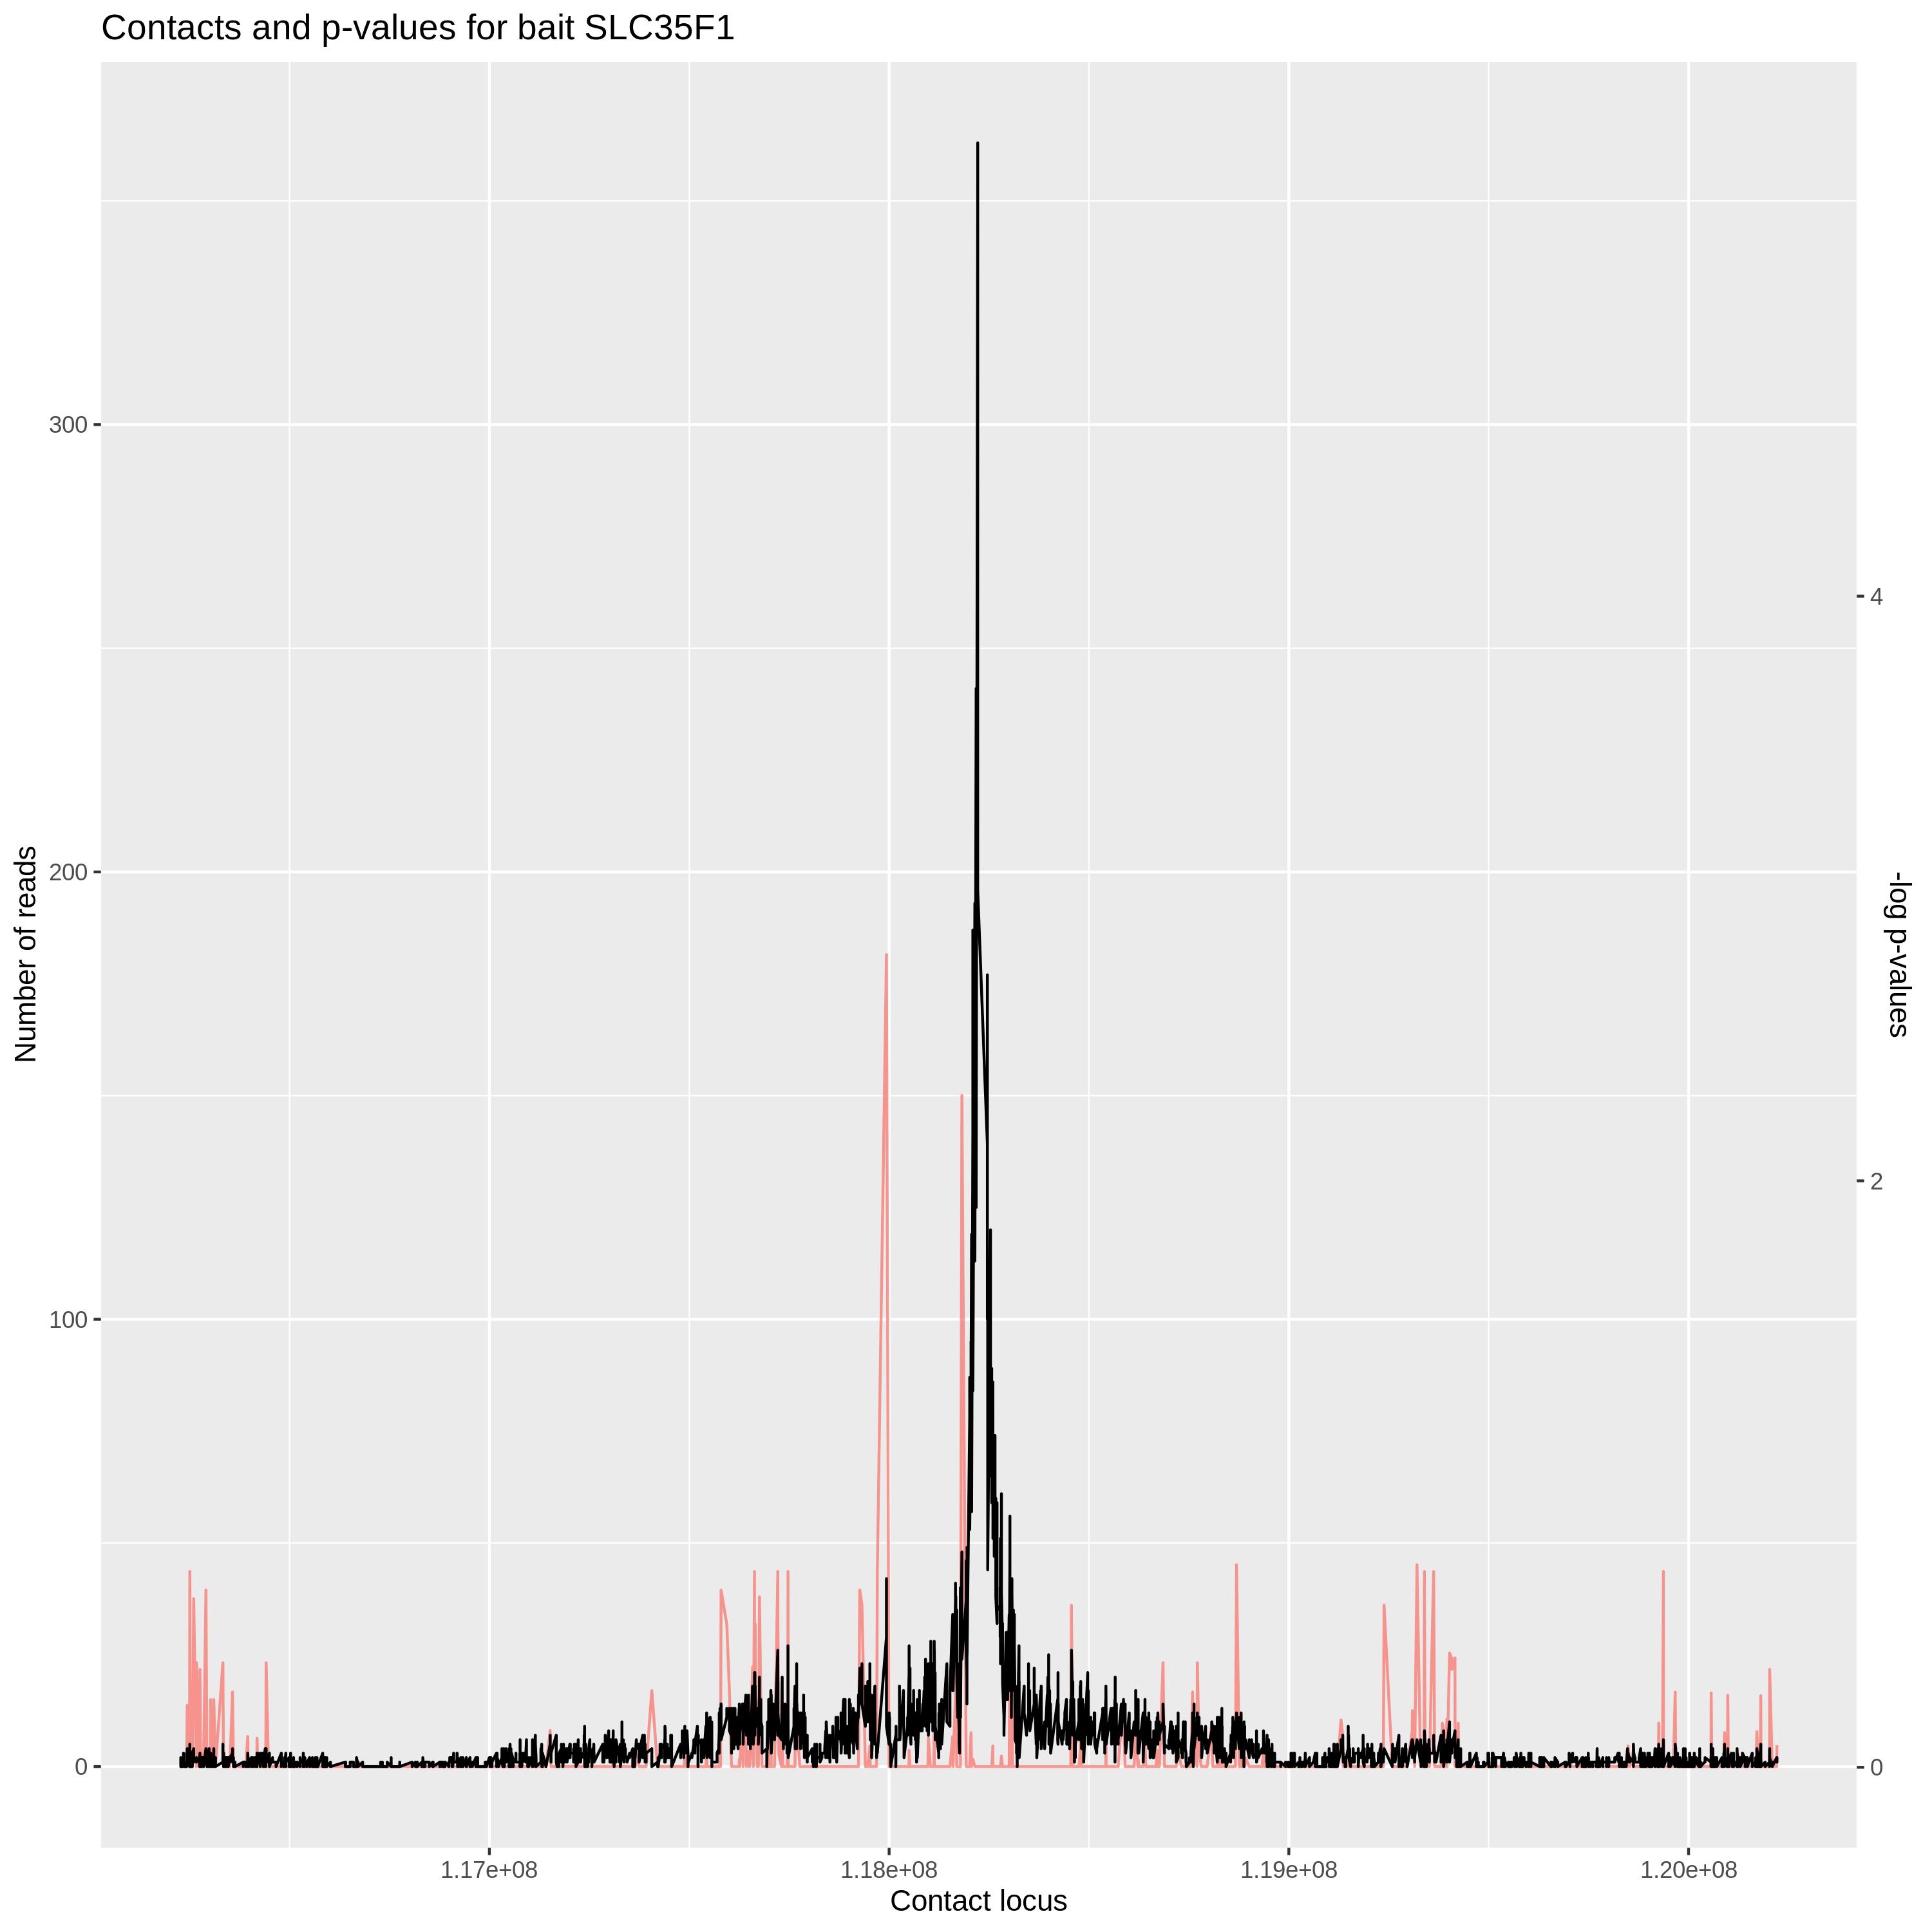 Contacts and p-values for bait SLC35F1
Number of reads
300
200
100
0
4
2
0
-log p-values
1.17e+08
1.18e+08
1.19e+08
1.20e+08
Contact locus